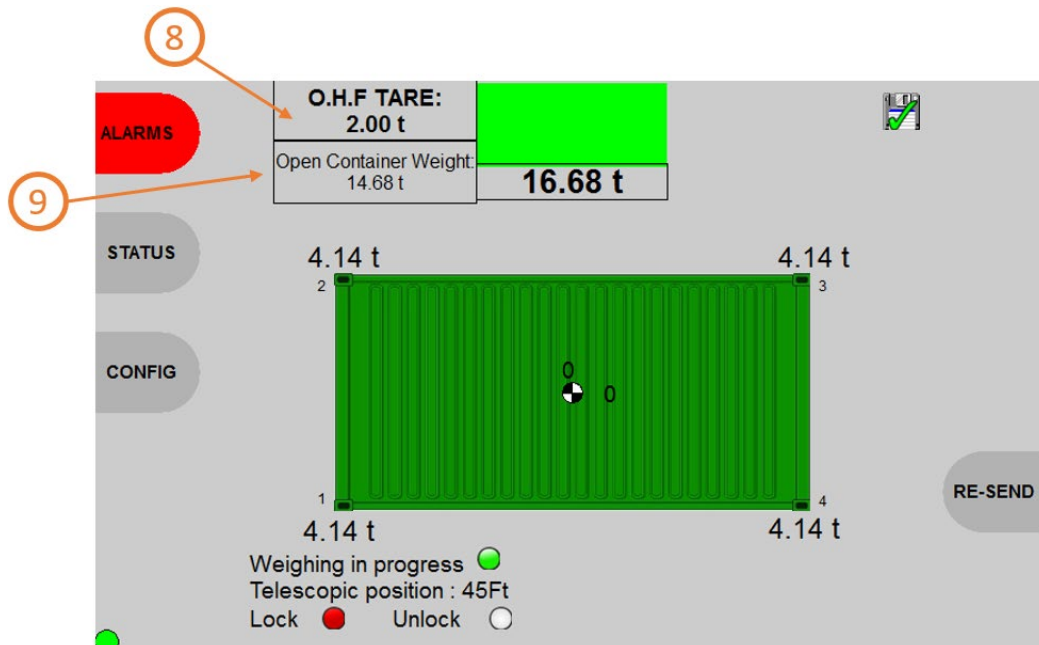 8
O.H.F TARE:
2.00 t
ALARMS
Open Container Weight:
14.68 t
16.68 t
9
STATUS
4.14 t
4.14 t
2
3
CONFIG
0
0
1
4
RE-SEND
4.14 t
4.14 t
Weighing in progress
Telescopic position : 45Ft
Lock
Unlock